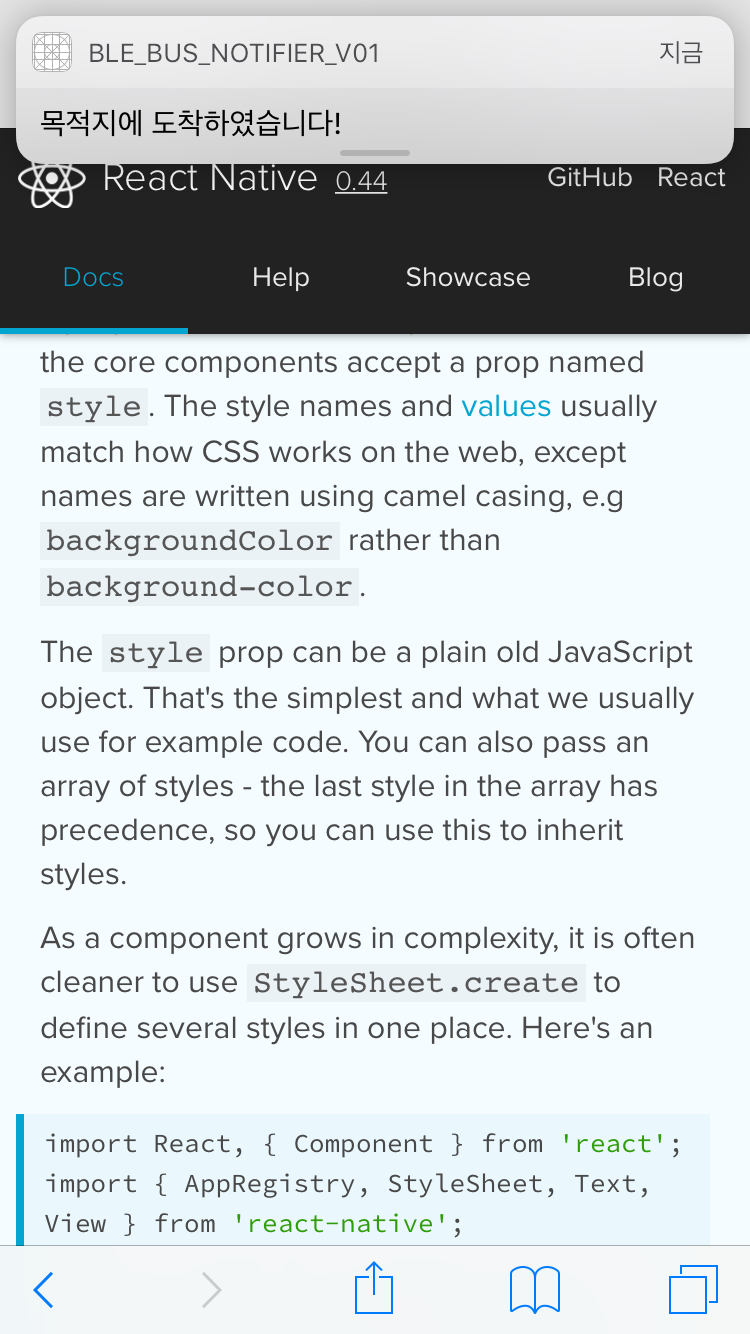 BLE_BUS_NOTIFIER_V01 지금
목적지에 도착하였습니다!
React Native 0.44 GitHub React
Docs Help Showcase Blog
the core components accept a prop named
style. The style names and values usually
match how CSS works on the web, except
names are written using camel casing, e.g
backgroundColor rather than
background-color.
The style prop can be a plain old JavaScript
object. That's the simplest and what we usually
use for example code. You can also pass an
array of styles - the last style in the array has
precedence, so you can use this to inherit
styles.
As a component grows in complexity, it is often
cleaner to use StyleSheet.create to
define several styles in one place. Here's an
example:
import React, { Component } from 'react';
import { AppRegistry, StyleSheet, Text,
View } from 'react-native';